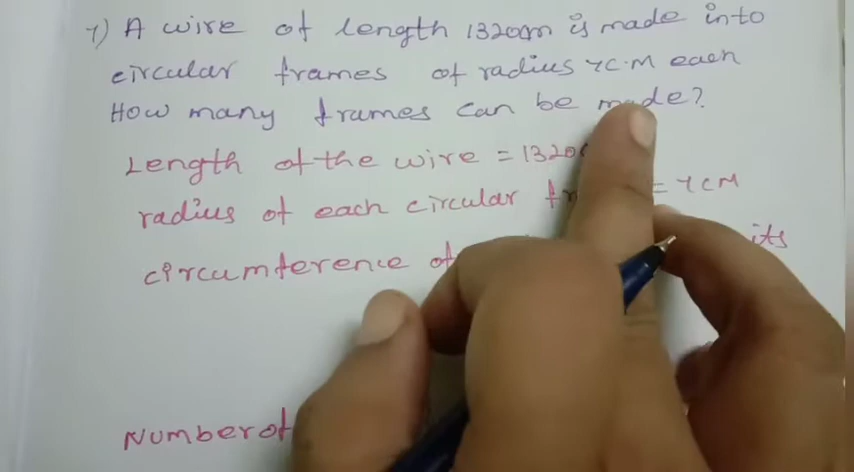 7) A wire of length 1320cm is made into
circular frames of radius 7C.M each
How many frames can be made?
Length of the wire = 1320
radius of each circular = 7CM
circumference of its
Number of